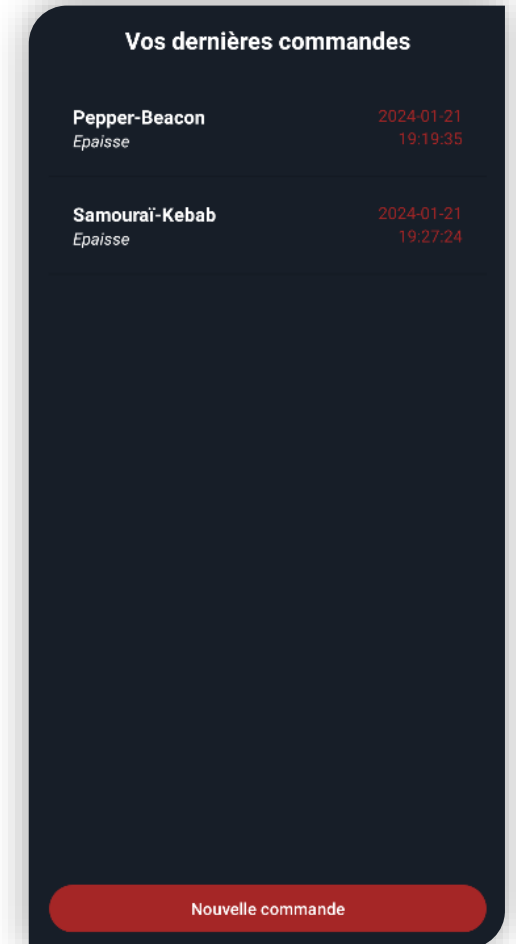 Vos dernières commandes
Pepper-Beacon
2024-01-21
Epaisse
19:19:35
Samouraï-Kebab
2024-01-21
Epaisse
19:27:24
Nouvelle commande